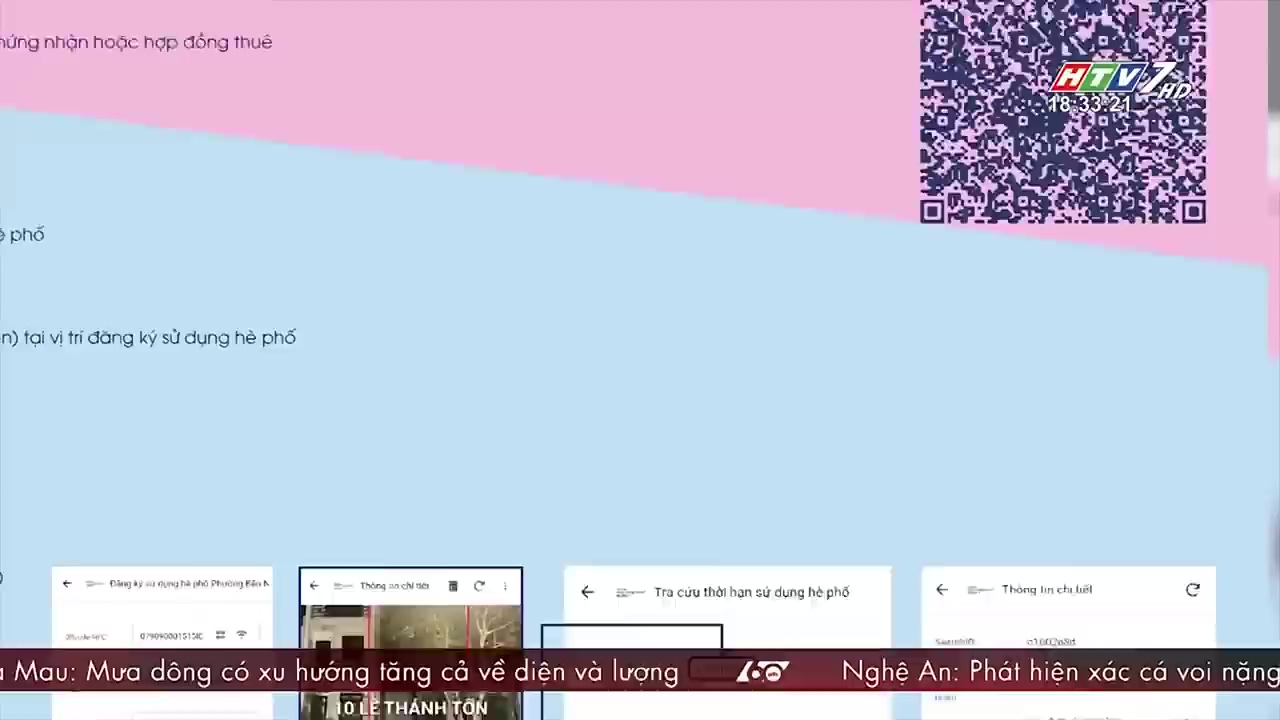 hứng nhận hoặc hợp đồng thuê
HTV7 HD
18:33:21
è phố
n) tại vị trí đăng ký sử dụng hè phố
Đăng ký sử dụng hè phố Phường Bến N
Thông tin chi tiết
Tra cứu thời hạn sử dụng hè phố
Thông tin chi tiết
à Mau: Mưa dông có xu hướng tăng cả về diện và lượng
Nghệ An: Phát hiện xác cá voi nặng
10 LÊ THÁNH TÔN